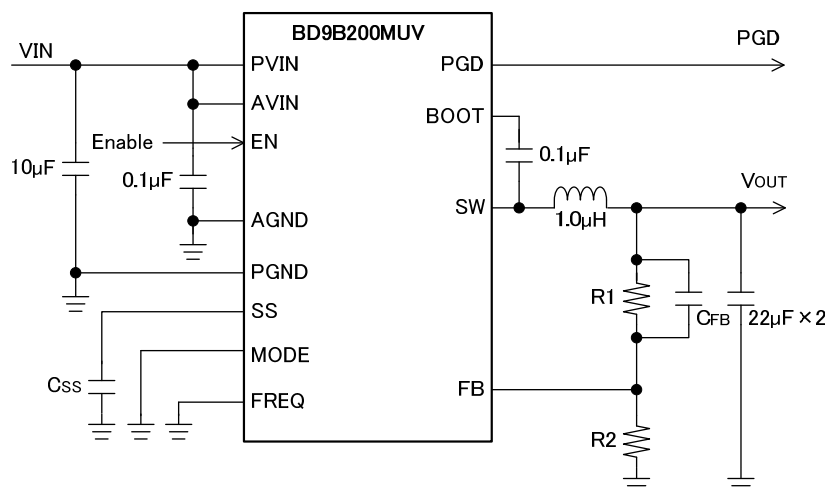 BD9B200MUV
VIN
PVIN
PGD
PGD
AVIN
BOOT
Enable
EN
10µF
0.1µF
0.1µF
AGND
SW
1.0µH
VOUT
PGND
SS
R1
CFB
22µF×2
MODE
CSS
FB
FREQ
R2